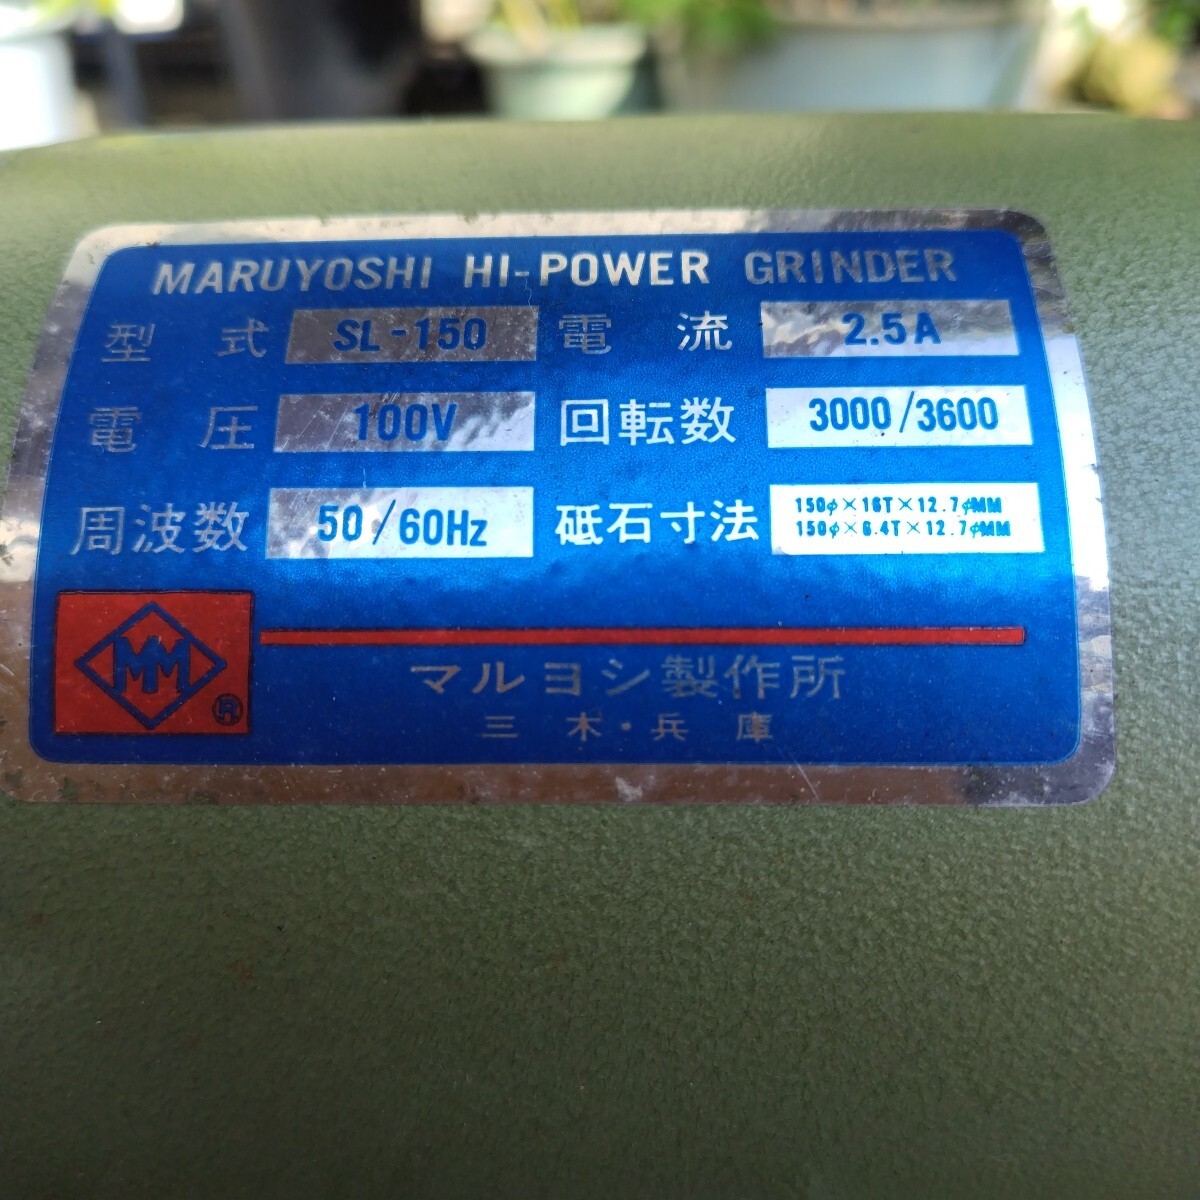 MARUYOSHI HI-POWER GRINDER
型式 SL-150 電流 2.5A
電圧 100V 回転数 3000/3600
周波数 50/60Hz 砥石寸法 150φ×16T×12.7φMM
150φ×6.4T×12.7φMM
MM ®
マルヨシ製作所
三木・兵庫